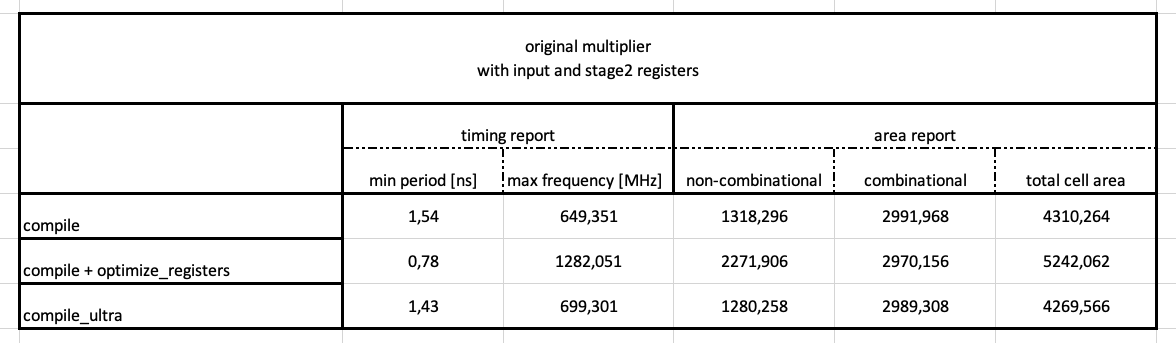 original multiplier
with input and stage2 registers
timing report area report
min period [ns] max frequency [MHz] non-combinational combinational total cell area
compile 1,54 649,351 1318,296 2991,968 4310,264
compile + optimize_registers 0,78 1282,051 2271,906 2970,156 5242,062
compile_ultra 1,43 699,301 1280,258 2989,308 4269,566